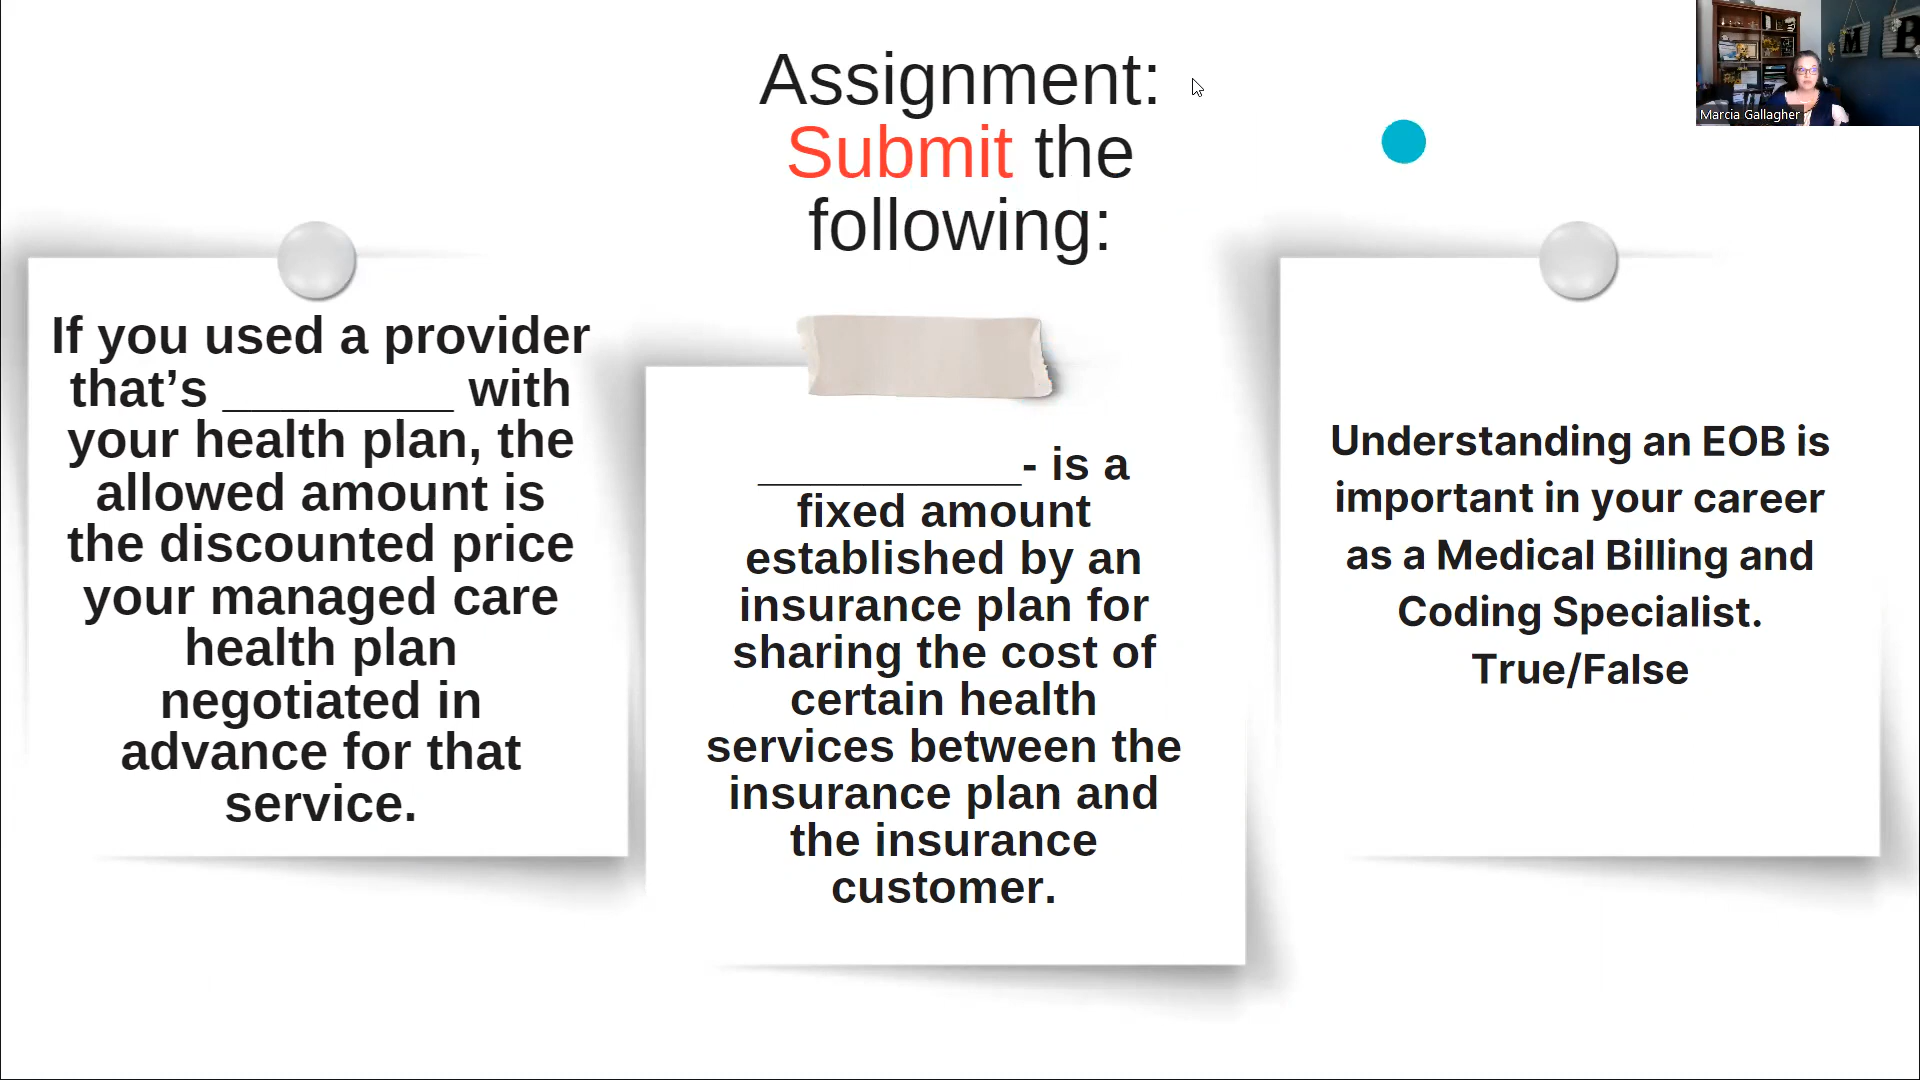 Assignment:
Submit the
following:
Marcia Gallagher
If you used a provider
that’s _________ with
your health plan, the
allowed amount is
the discounted price
your managed care
health plan
negotiated in
advance for that
service.
___________- is a
fixed amount
established by an
insurance plan for
sharing the cost of
certain health
services between the
insurance plan and
the insurance
customer.
Understanding an EOB is
important in your career
as a Medical Billing and
Coding Specialist.
True/False
M
B